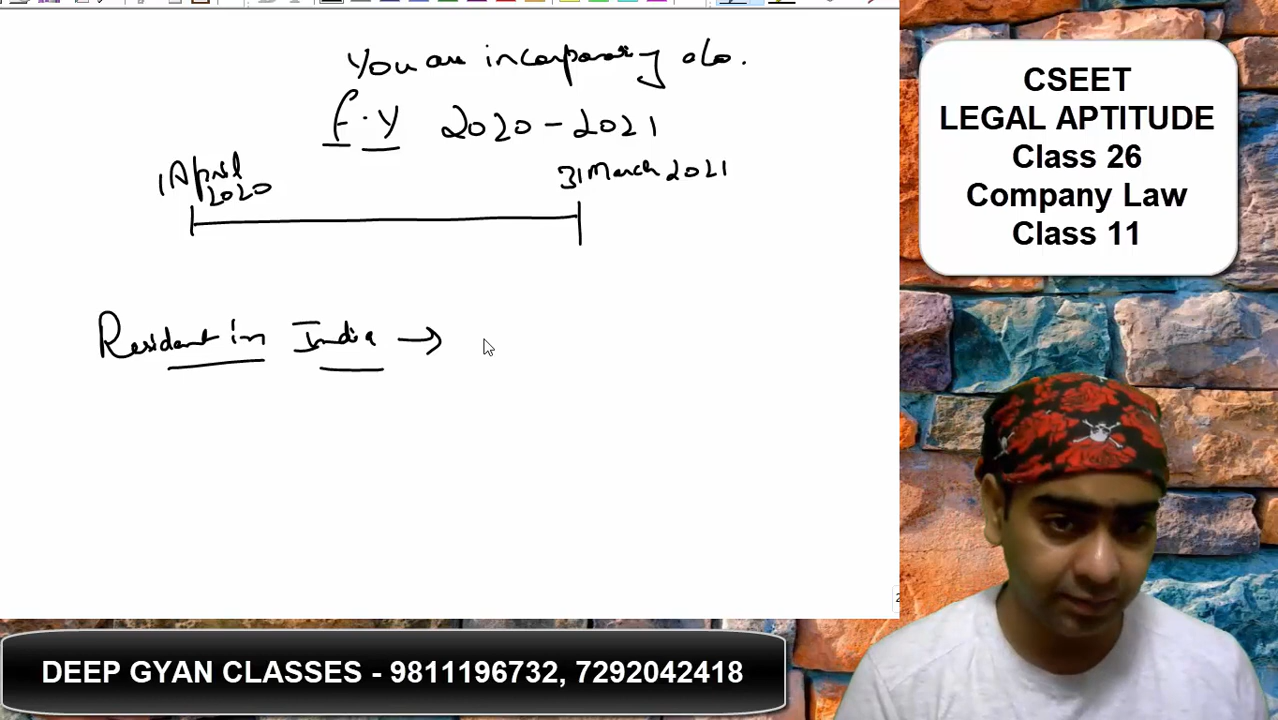 You are incorporating a Co.
F.Y 2020 - 2021
1 April 2020
31 March 2021
Resident in India →
CSEET
LEGAL APTITUDE
Class 26
Company Law
Class 11
DEEP GYAN CLASSES - 9811196732, 7292042418